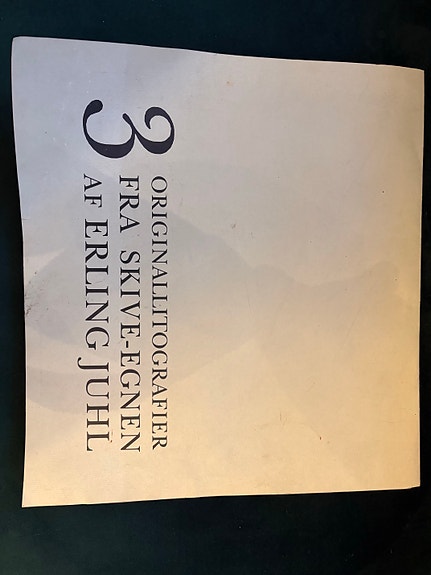 3 ORIGINALLITOGRAFIER
FRA SKIVE-EGNEN
AF ERLING JUHL